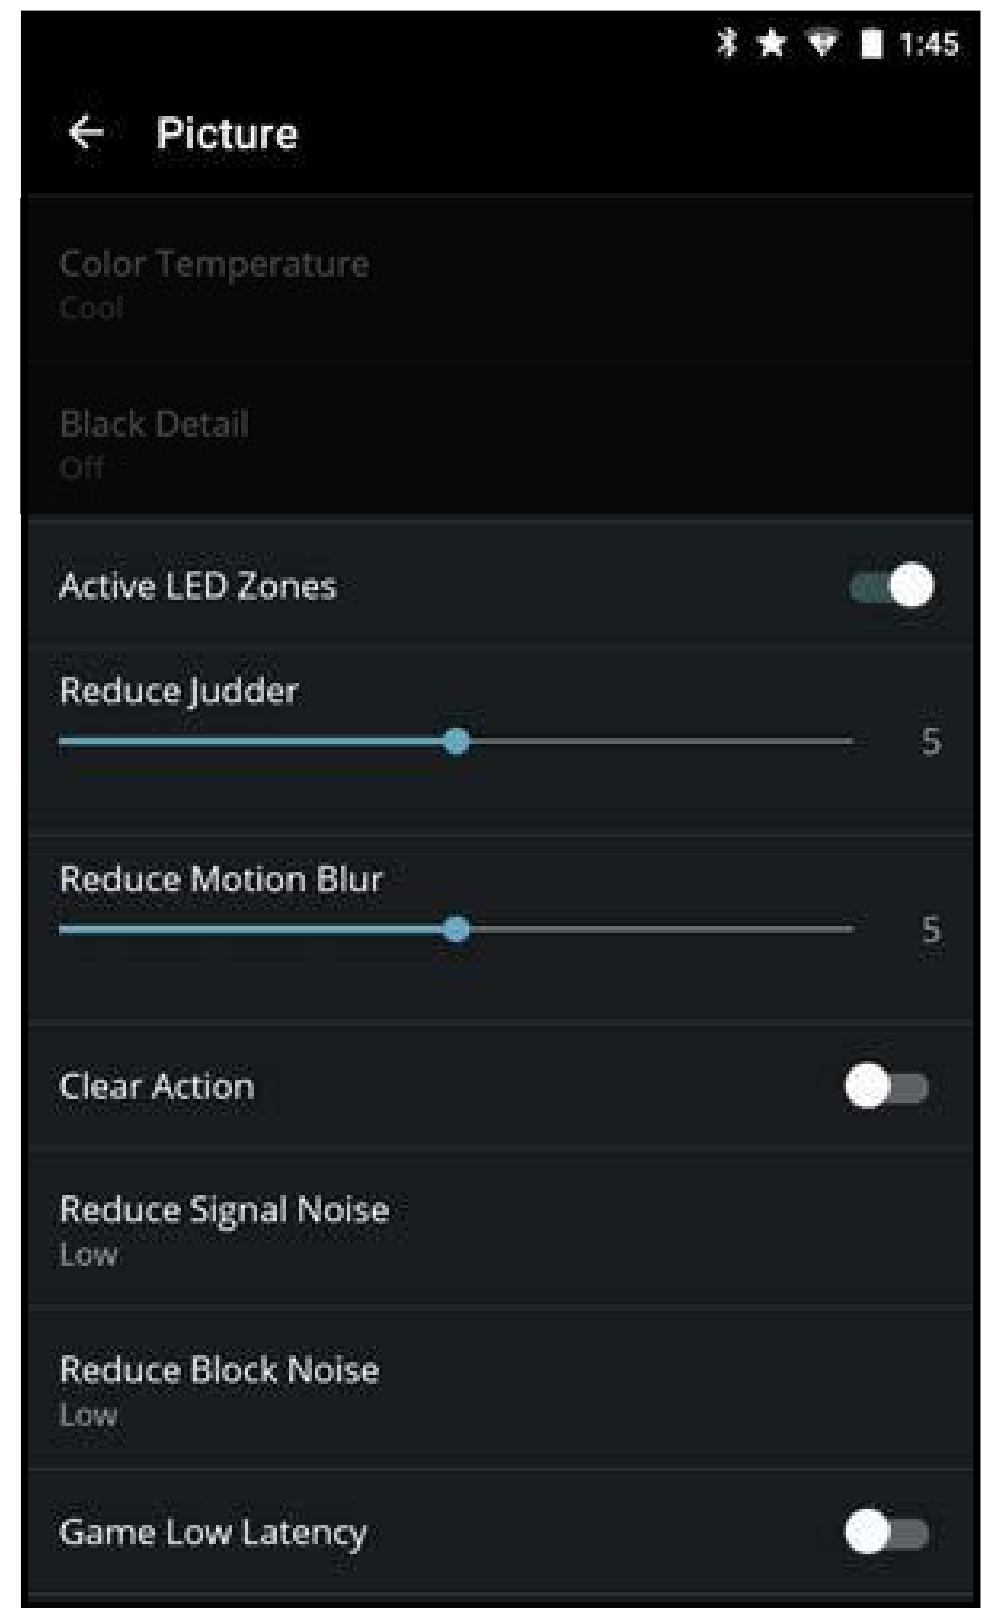 1:45
Picture
Color Temperature
Cool
Black Detail
Off
Active LED Zones
Reduce Judder
5
Reduce Motion Blur
5
Clear Action
Reduce Signal Noise
Low
Reduce Block Noise
Low
Game Low Latency